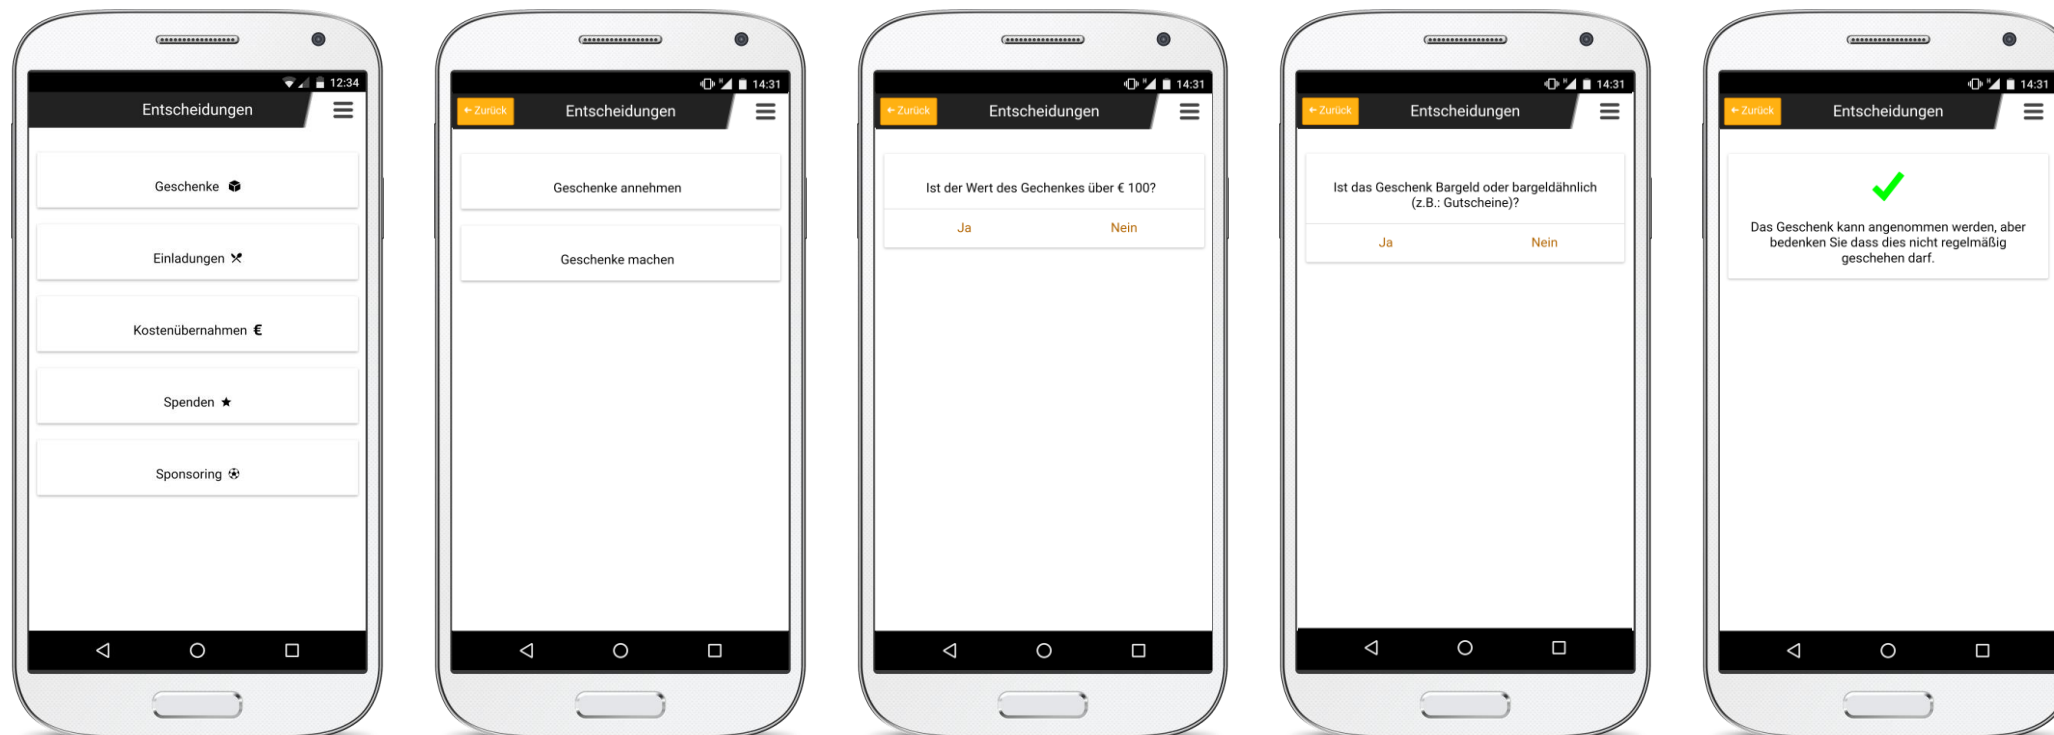 12:34
Entscheidungen
Geschenke
Einladungen
Kostenübernahmen €
Spenden
Sponsoring
H 14:31
← Zurück Entscheidungen
Geschenke annehmen
Geschenke machen
H 14:31
← Zurück Entscheidungen
Ist der Wert des Gechenkes über € 100?
Ja Nein
H 14:31
← Zurück Entscheidungen
Ist das Geschenk Bargeld oder bargeldähnlich
(z.B.: Gutscheine)?
Ja Nein
H 14:31
← Zurück Entscheidungen
Das Geschenk kann angenommen werden, aber
bedenken Sie dass dies nicht regelmäßig
geschehen darf.